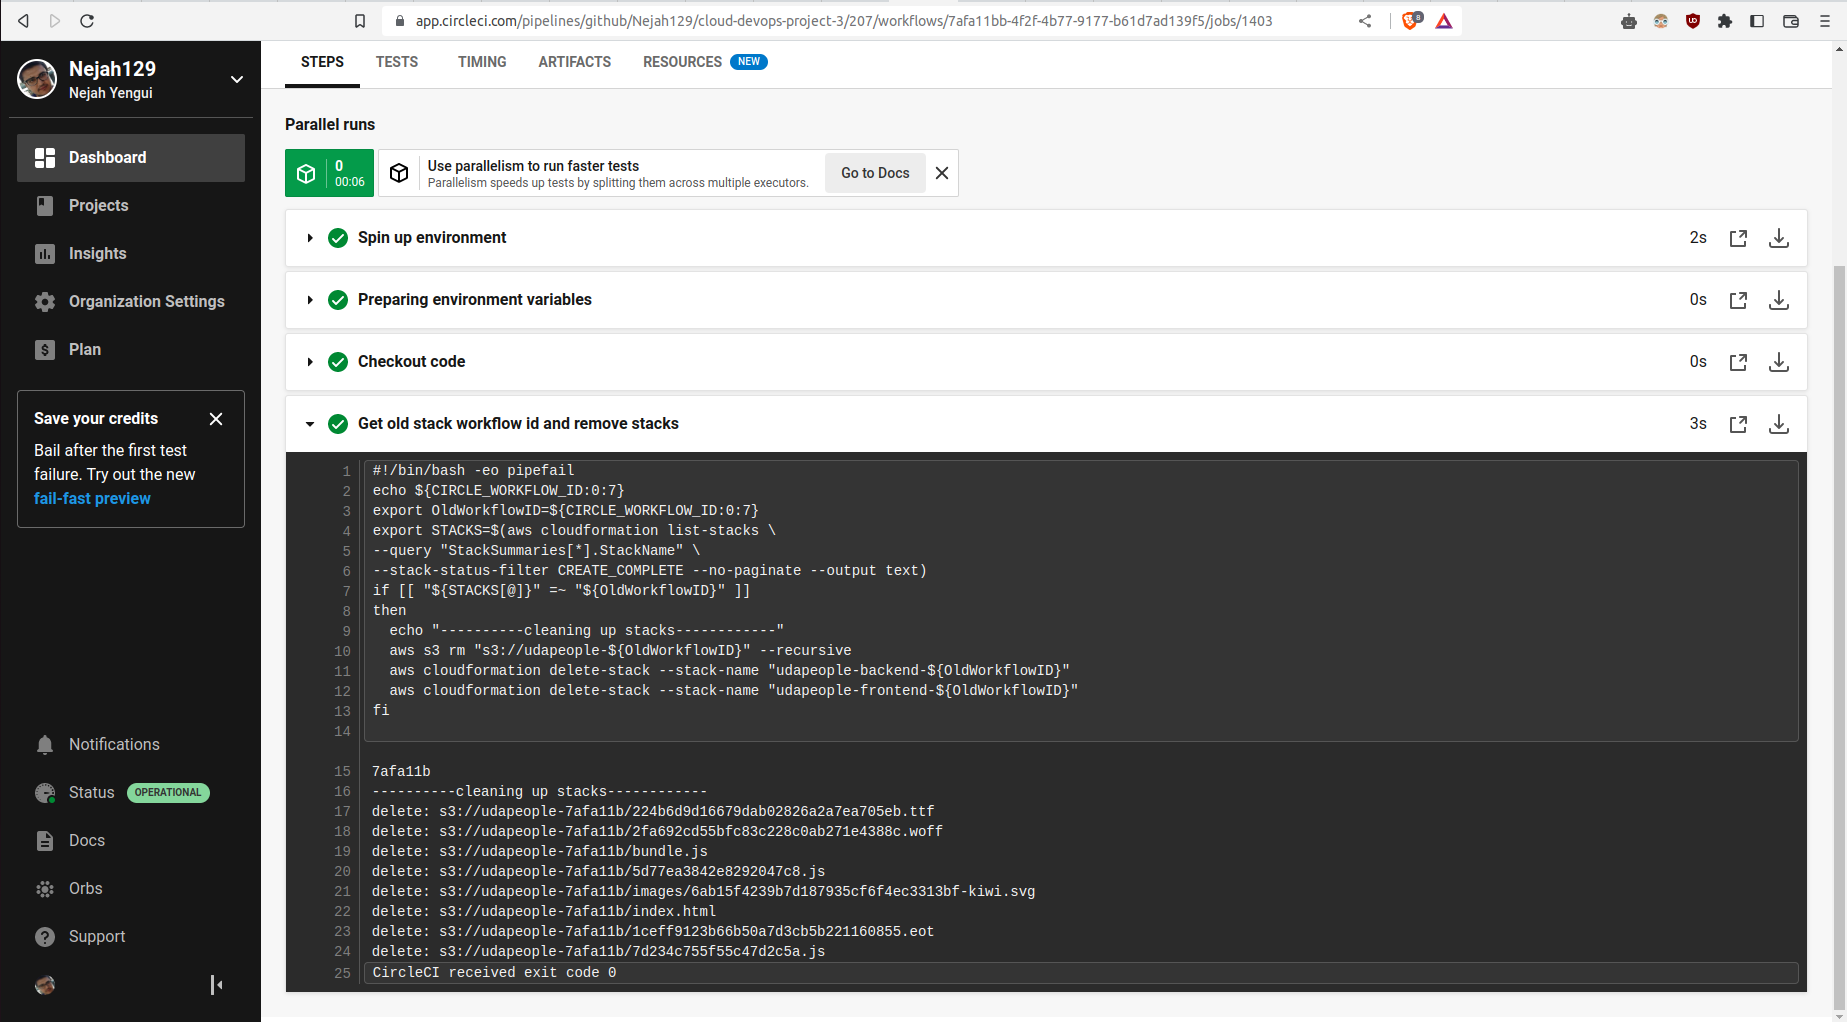 app.circleci.com/pipelines/github/Nejah129/cloud-devops-project-3/207/workflows/7afa11bb-4f2f-4b77-9177-b61d7ad139f5/jobs/1403
8
UD
Nejah129
Nejah Yengui
Dashboard
Projects
Insights
Organization Settings
Plan
Save your credits
Bail after the first test
failure. Try out the new
fail-fast preview
Notifications
Status OPERATIONAL
Docs
Orbs
Support
STEPS TESTS TIMING ARTIFACTS RESOURCES NEW
Parallel runs
0
00:06
Use parallelism to run faster tests
Parallelism speeds up tests by splitting them across multiple executors.
Go to Docs
Spin up environment 2s
Preparing environment variables 0s
Checkout code 0s
Get old stack workflow id and remove stacks 3s
1 #!/bin/bash -eo pipefail
2 echo ${CIRCLE_WORKFLOW_ID:0:7}
3 export OldWorkflowID=${CIRCLE_WORKFLOW_ID:0:7}
4 export STACKS=$(aws cloudformation list-stacks \
5 --query "StackSummaries[*].StackName" \
6 --stack-status-filter CREATE_COMPLETE --no-paginate --output text)
7 if [[ "${STACKS[@]}" =~ "${OldWorkflowID}" ]]
8 then
9   echo "----------cleaning up stacks------------"
10   aws s3 rm "s3://udapeople-${OldWorkflowID}" --recursive
11   aws cloudformation delete-stack --stack-name "udapeople-backend-${OldWorkflowID}"
12   aws cloudformation delete-stack --stack-name "udapeople-frontend-${OldWorkflowID}"
13 fi
14
15 7afa11b
16 ----------cleaning up stacks------------
17 delete: s3://udapeople-7afa11b/224b6d9d16679dab02826a2a7ea705eb.ttf
18 delete: s3://udapeople-7afa11b/2fa692cd55bfc83c228c0ab271e4388c.woff
19 delete: s3://udapeople-7afa11b/bundle.js
20 delete: s3://udapeople-7afa11b/5d77ea3842e8292047c8.js
21 delete: s3://udapeople-7afa11b/images/6ab15f4239b7d187935cf6f4ec3313bf-kiwi.svg
22 delete: s3://udapeople-7afa11b/index.html
23 delete: s3://udapeople-7afa11b/1ceff9123b66b50a7d3cb5b221160855.eot
24 delete: s3://udapeople-7afa11b/7d234c755f55c47d2c5a.js
25 CircleCI received exit code 0